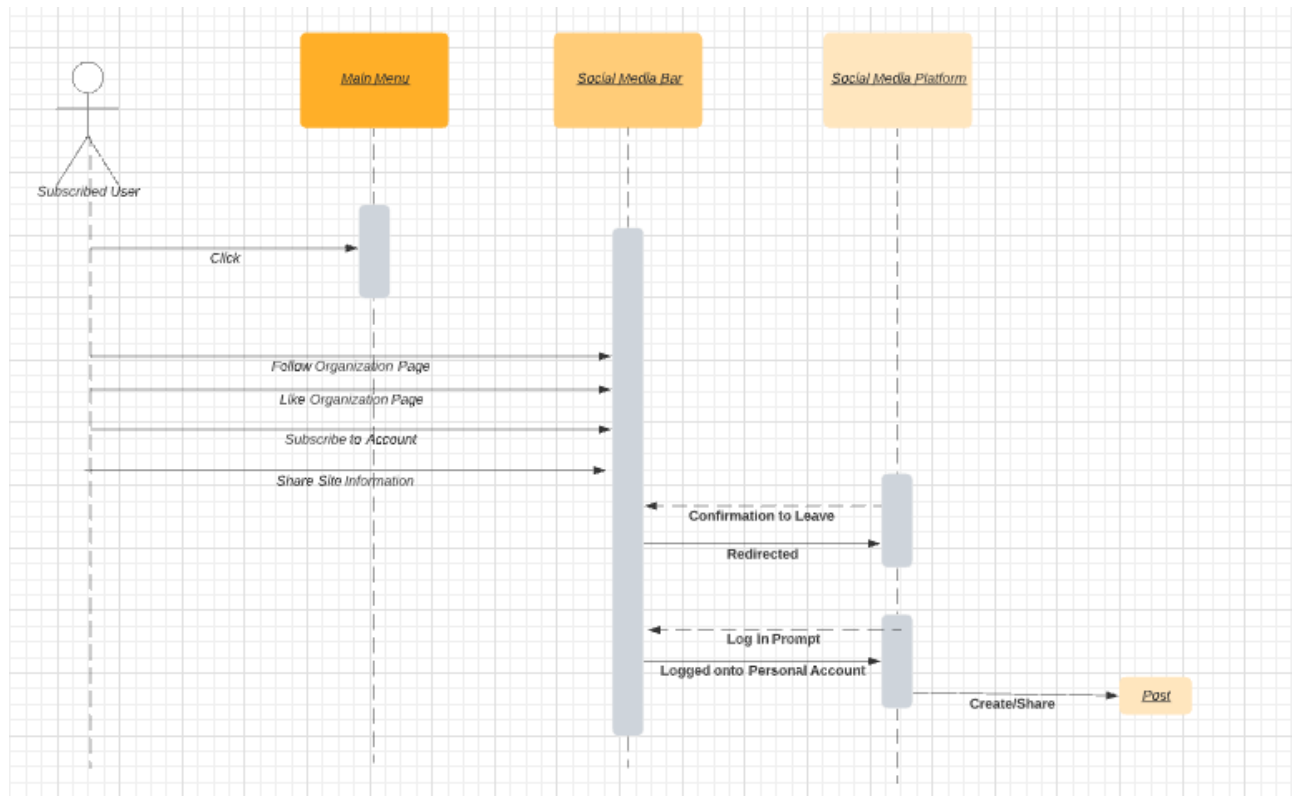 Main Menu
Social Media Bar
Social Media Platform
Subscribed User
Click
Follow Organization Page
Like Organization Page
Subscribe to Account
Share Site Information
Confirmation to Leave
Redirected
Log In Prompt
Logged onto Personal Account
Create/Share
Post